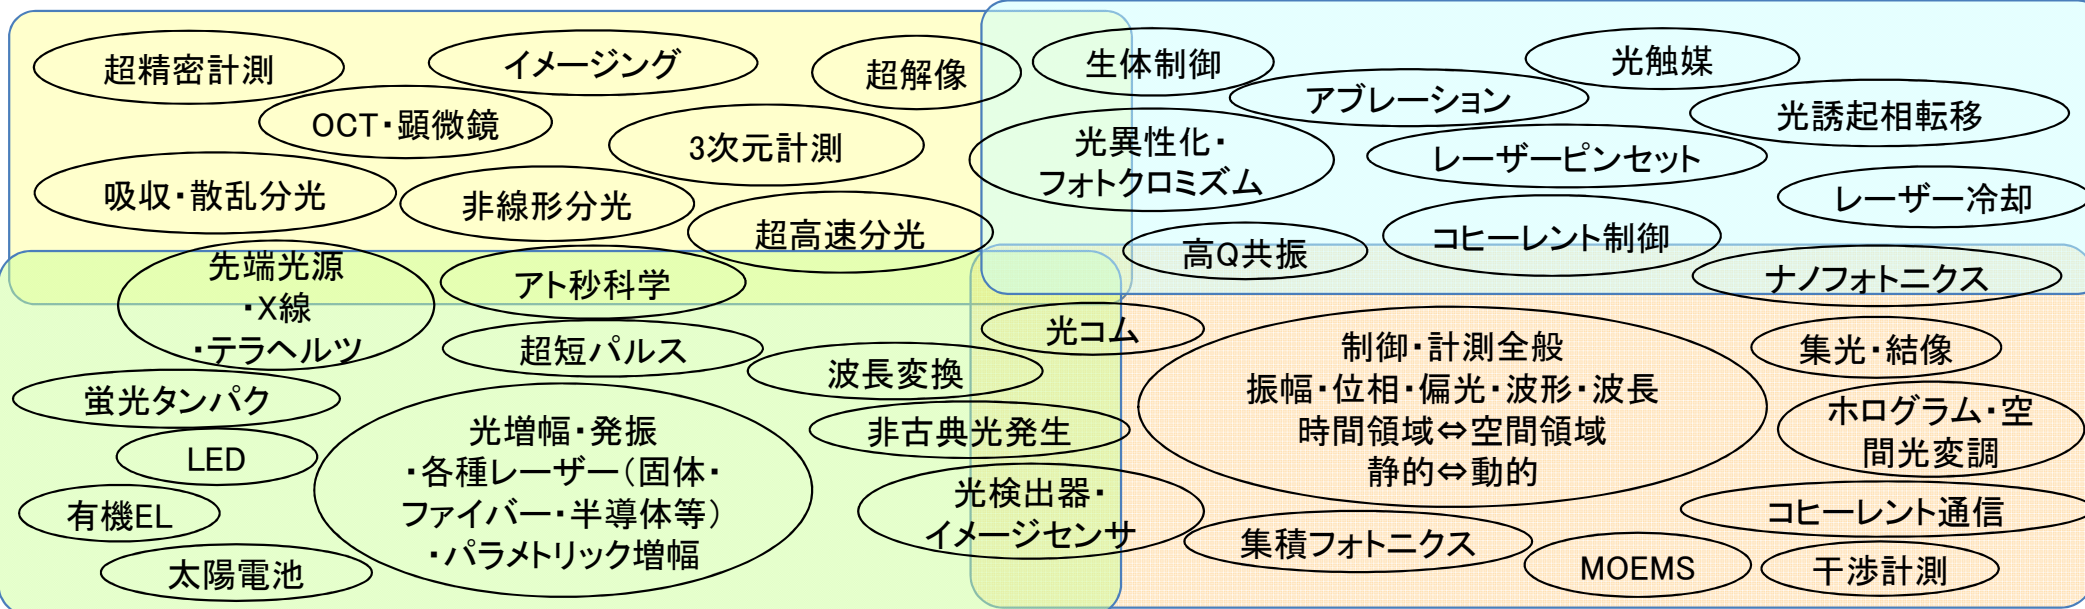 超精密計測
イメージング
超解像
OCT・顕微鏡
3次元計測
吸収・散乱分光
非線形分光
超高速分光
生体制御
アブレーション
光触媒
光誘起相転移
光異性化・
フォトクロミズム
レーザーピンセット
レーザー冷却
高Q共振
コヒーレント制御
ナノフォトニクス
先端光源
・X線
・テラヘルツ
アト秒科学
超短パルス
波長変換
蛍光タンパク
LED
有機EL
太陽電池
光増幅・発振
・各種レーザー（固体・
ファイバー・半導体等）
・パラメトリック増幅
非古典光発生
光検出器・
イメージセンサ
光コム
制御・計測全般
振幅・位相・偏光・波形・波長
時間領域⇔空間領域
静的⇔動的
集光・結像
ホログラム・空
間光変調
コヒーレント通信
集積フォトニクス
MOEMS
干渉計測